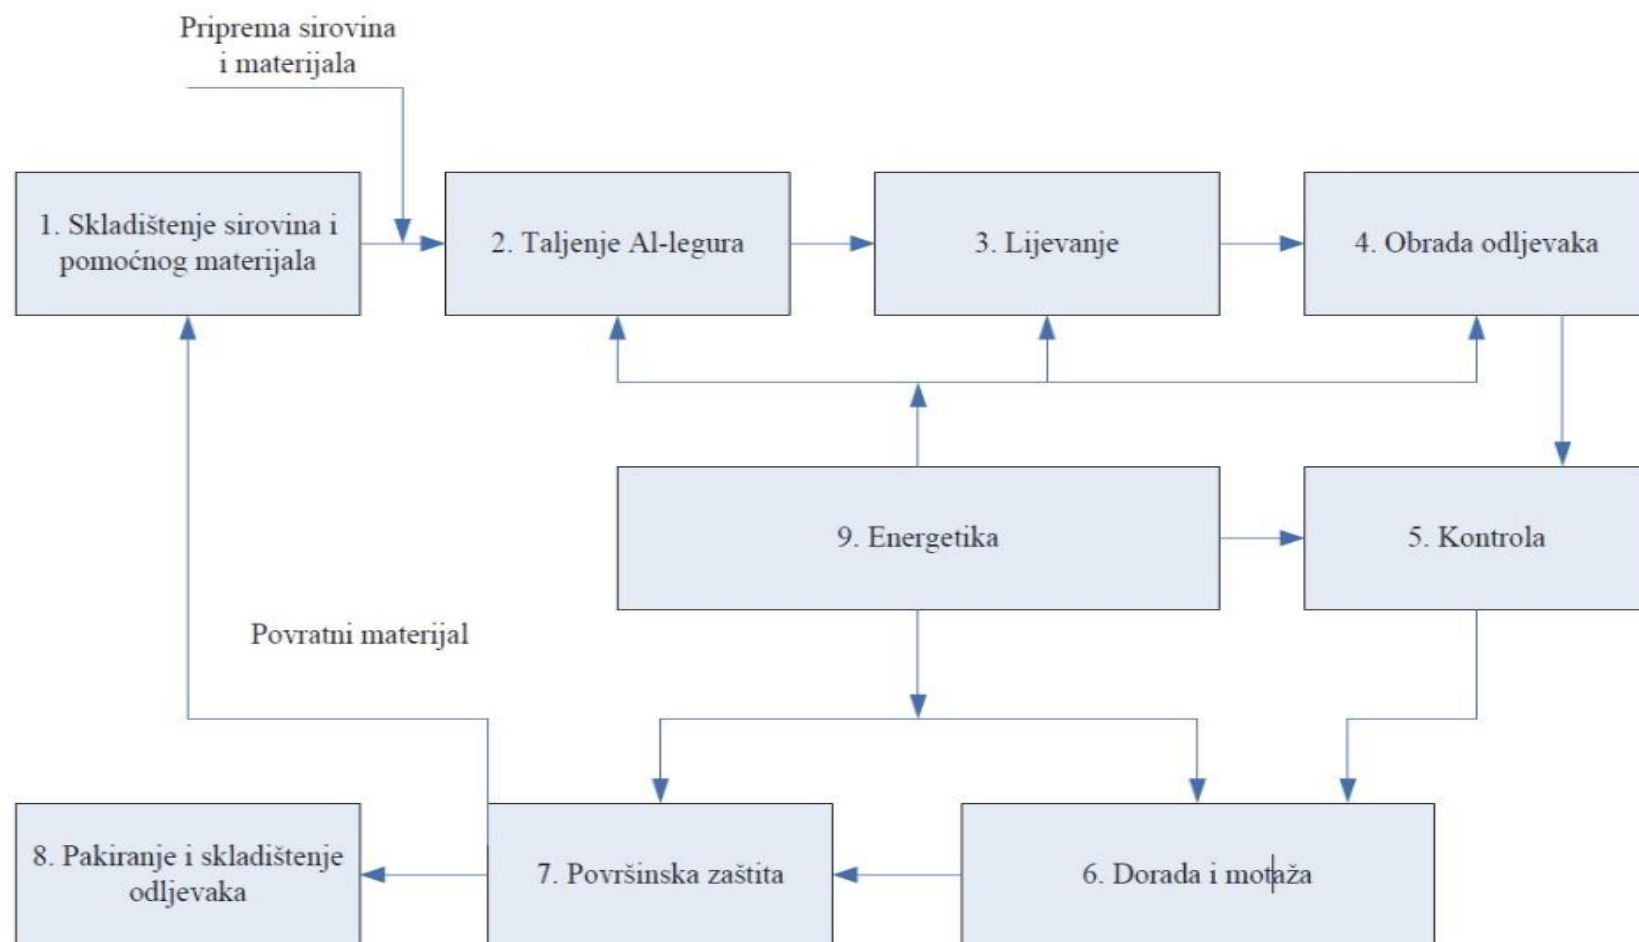 Priprema sirovina
i materijala
1. Skladištenje sirovina i
pomoćnog materijala
2. Taljenje Al-legura
3. Lijevanje
4. Obrada odljevaka
9. Energetika
5. Kontrola
Povratni materijal
8. Pakiranje i skladištenje
odljevaka
7. Površinska zaštita
6. Dorada i motaža